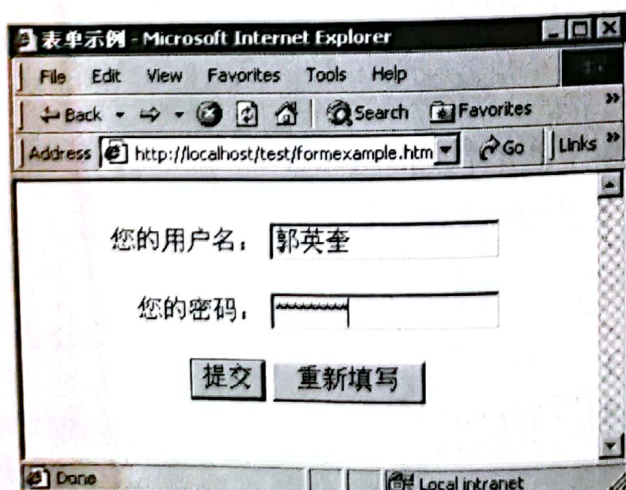 表单示例 - Microsoft Internet Explorer
File Edit View Favorites Tools Help
Back Search Favorites »
Address http://localhost/test/formexample.htm Go Links »
您的用户名： 郭英奎
您的密码： *********
提交 重新填写
Done Local intranet